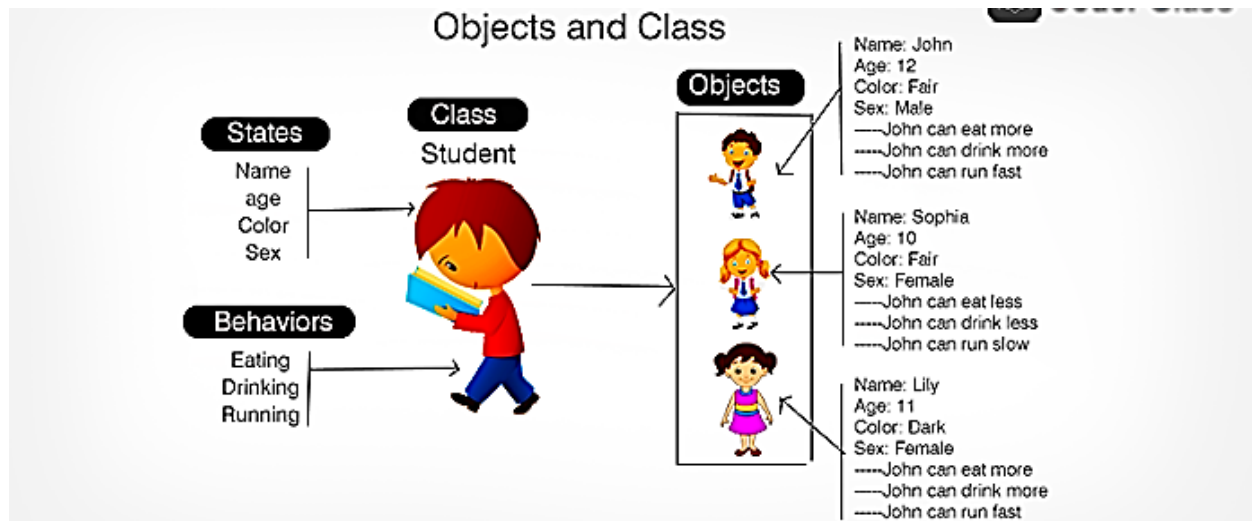 Objects and Class
States
Name
age
Color
Sex
Behaviors
Eating
Drinking
Running
Class
Student
Objects
Name: John
Age: 12
Color: Fair
Sex: Male
-----John can eat more
-----John can drink more
-----John can run fast
Name: Sophia
Age: 10
Color: Fair
Sex: Female
-----John can eat less
-----John can drink less
-----John can run slow
Name: Lily
Age: 11
Color: Dark
Sex: Female
-----John can eat more
-----John can drink more
-----John can run fast